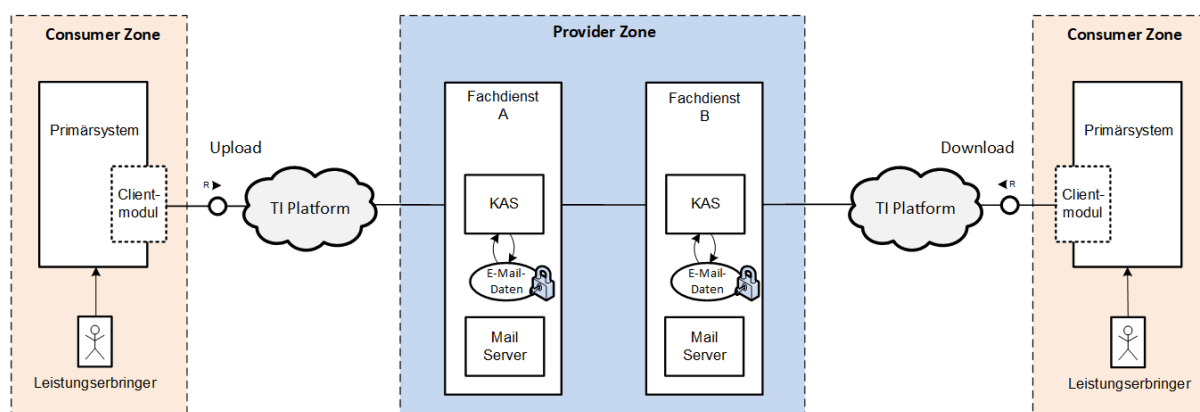 Consumer Zone
Primärsystem
Client-
modul
Leistungserbringer
Upload
R
TI Platform
Provider Zone
Fachdienst
A
KAS
E-Mail-
Daten
Mail
Server
Fachdienst
B
KAS
E-Mail-
Daten
Mail
Server
TI Platform
Download
R
Consumer Zone
Primärsystem
Client-
modul
Leistungserbringer